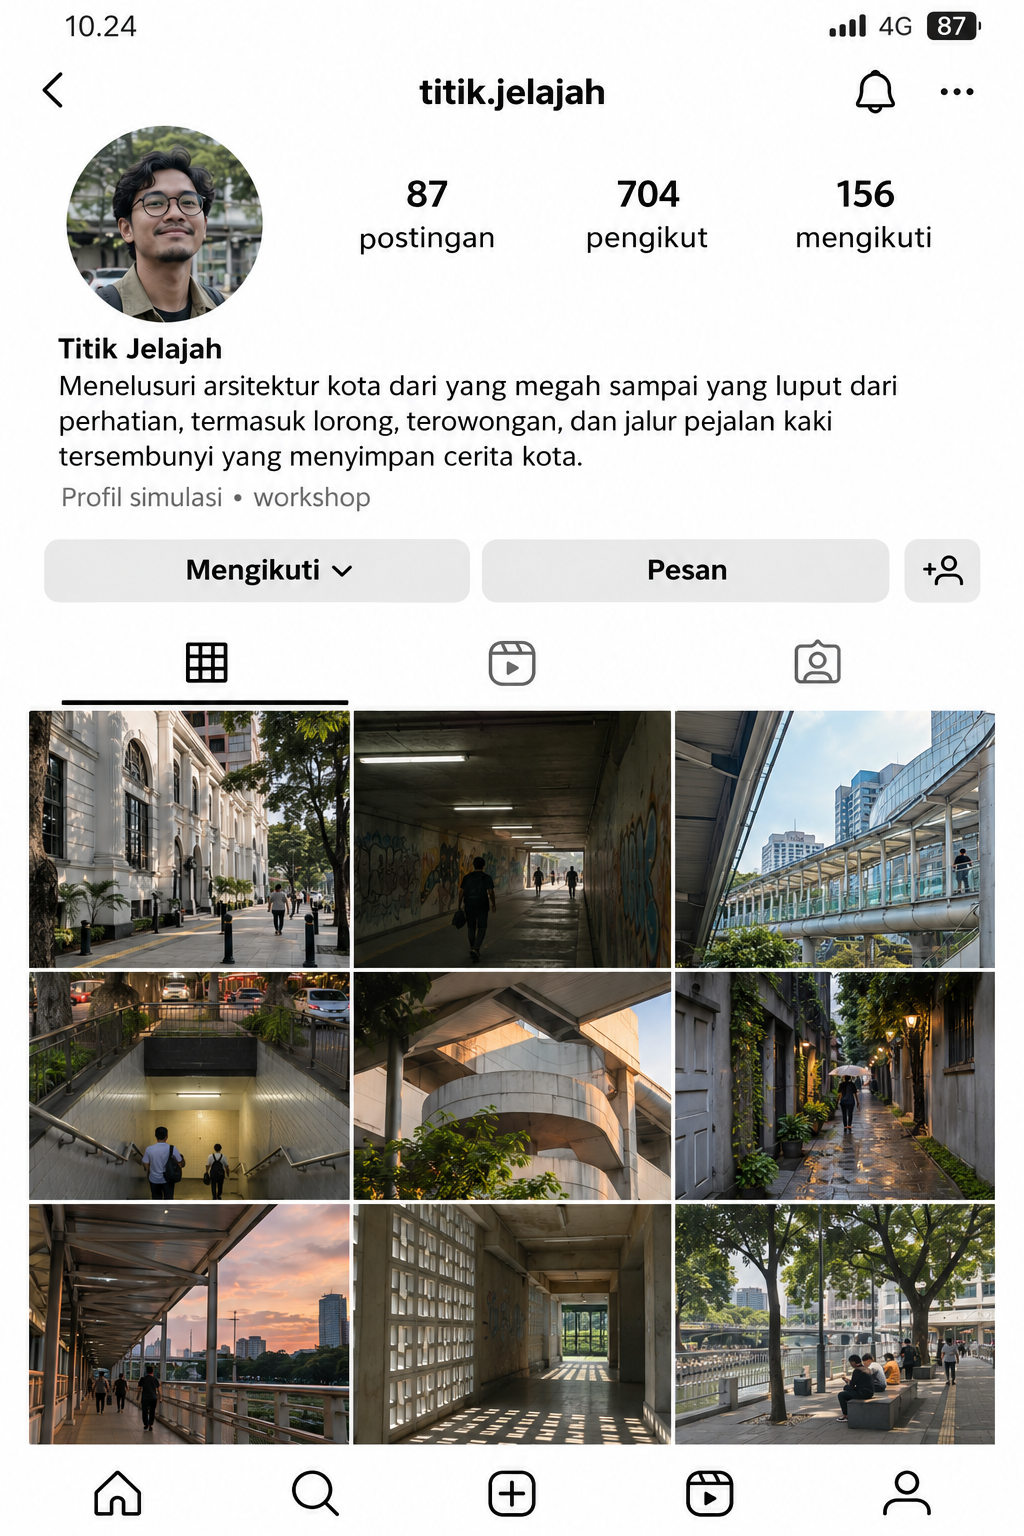 10.24
4G 87
titik.jelajah
87 704 156
postingan pengikut mengikuti
Titik Jelajah
Menelusuri arsitektur kota dari yang megah sampai yang luput dari
perhatian, termasuk lorong, terowongan, dan jalur pejalan kaki
tersembunyi yang menyimpan cerita kota.
Profil simulasi • workshop
Mengikuti Pesan